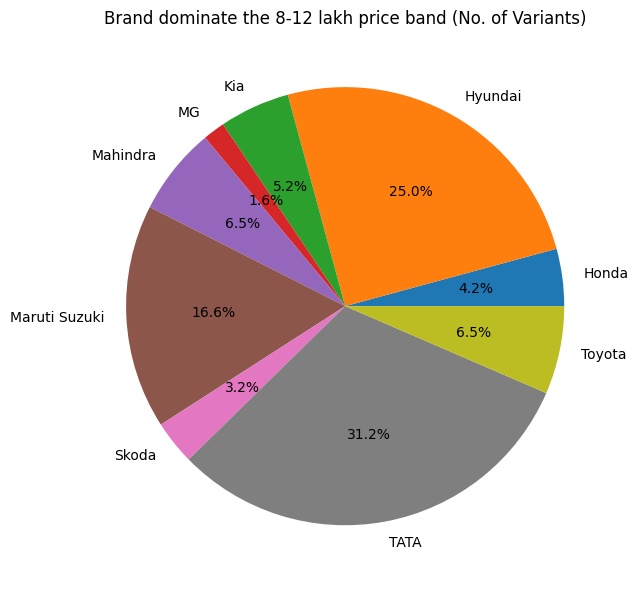 Brand dominate the 8-12 lakh price band (No. of Variants)
Kia
Hyundai
MG
Mahindra
5.2%
25.0%
1.6%
6.5%
Honda
4.2%
Maruti Suzuki
16.6%
6.5%
Toyota
3.2%
31.2%
Skoda
TATA